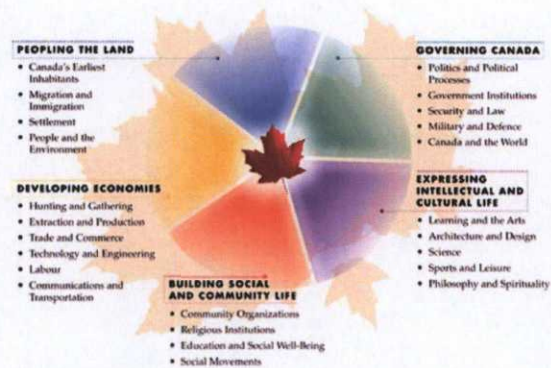 PEOPLING THE LAND
• Canada's Earliest
Inhabitants
• Migration and
Immigration
• Settlement
• People and the
Environment
GOVERNING CANADA
• Politics and Political
Processes
• Government Institutions
• Security and Law
• Military and Defence
• Canada and the World
DEVELOPING ECONOMIES
• Hunting and Gathering
• Extraction and Production
• Trade and Commerce
• Technology and Engineering
• Labour
• Communications and
Transportation
EXPRESSING
INTELLECTUAL AND
CULTURAL LIFE
• Learning and the Arts
• Architecture and Design
• Science
• Sports and Leisure
• Philosophy and Spirituality
BUILDING SOCIAL
AND COMMUNITY LIFE
• Community Organizations
• Religious Institutions
• Education and Social Well-Being
• Social Movements